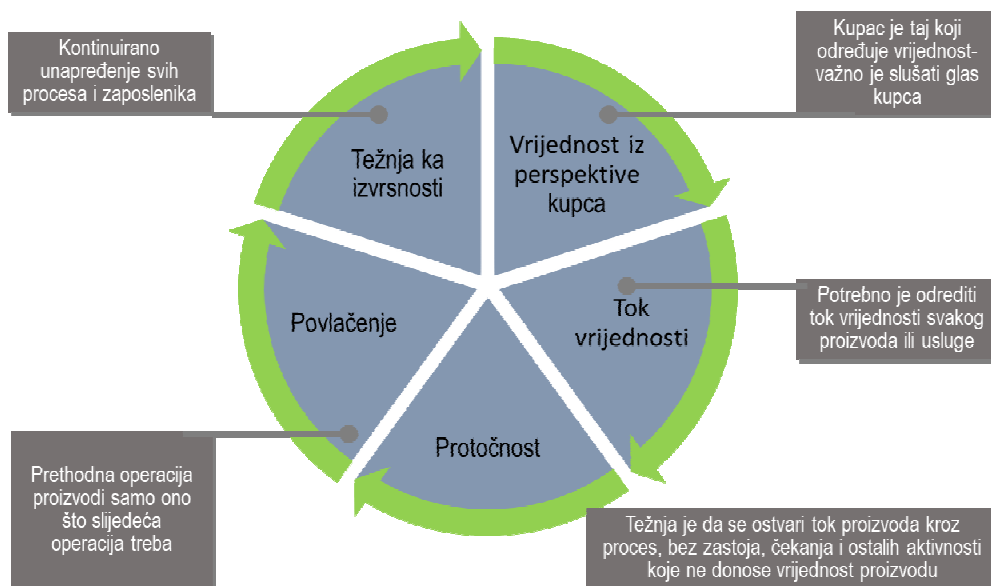 Kontinuirano
unapređenje svih
procesa i zaposlenika
Kupac je taj koji
određuje vrijednost-
važno je slušati glas
kupca
Težnja ka
izvrsnosti
Vrijednost iz
perspektive
kupca
Povlačenje
Tok
vrijednosti
Potrebno je odrediti
tok vrijednosti svakog
proizvoda ili usluge
Protočnost
Prethodna operacija
proizvodi samo ono
što slijedeća
operacija treba
Težnja je da se ostvari tok proizvoda kroz
proces, bez zastoja, čekanja i ostalih aktivnosti
koje ne donose vrijednost proizvodu